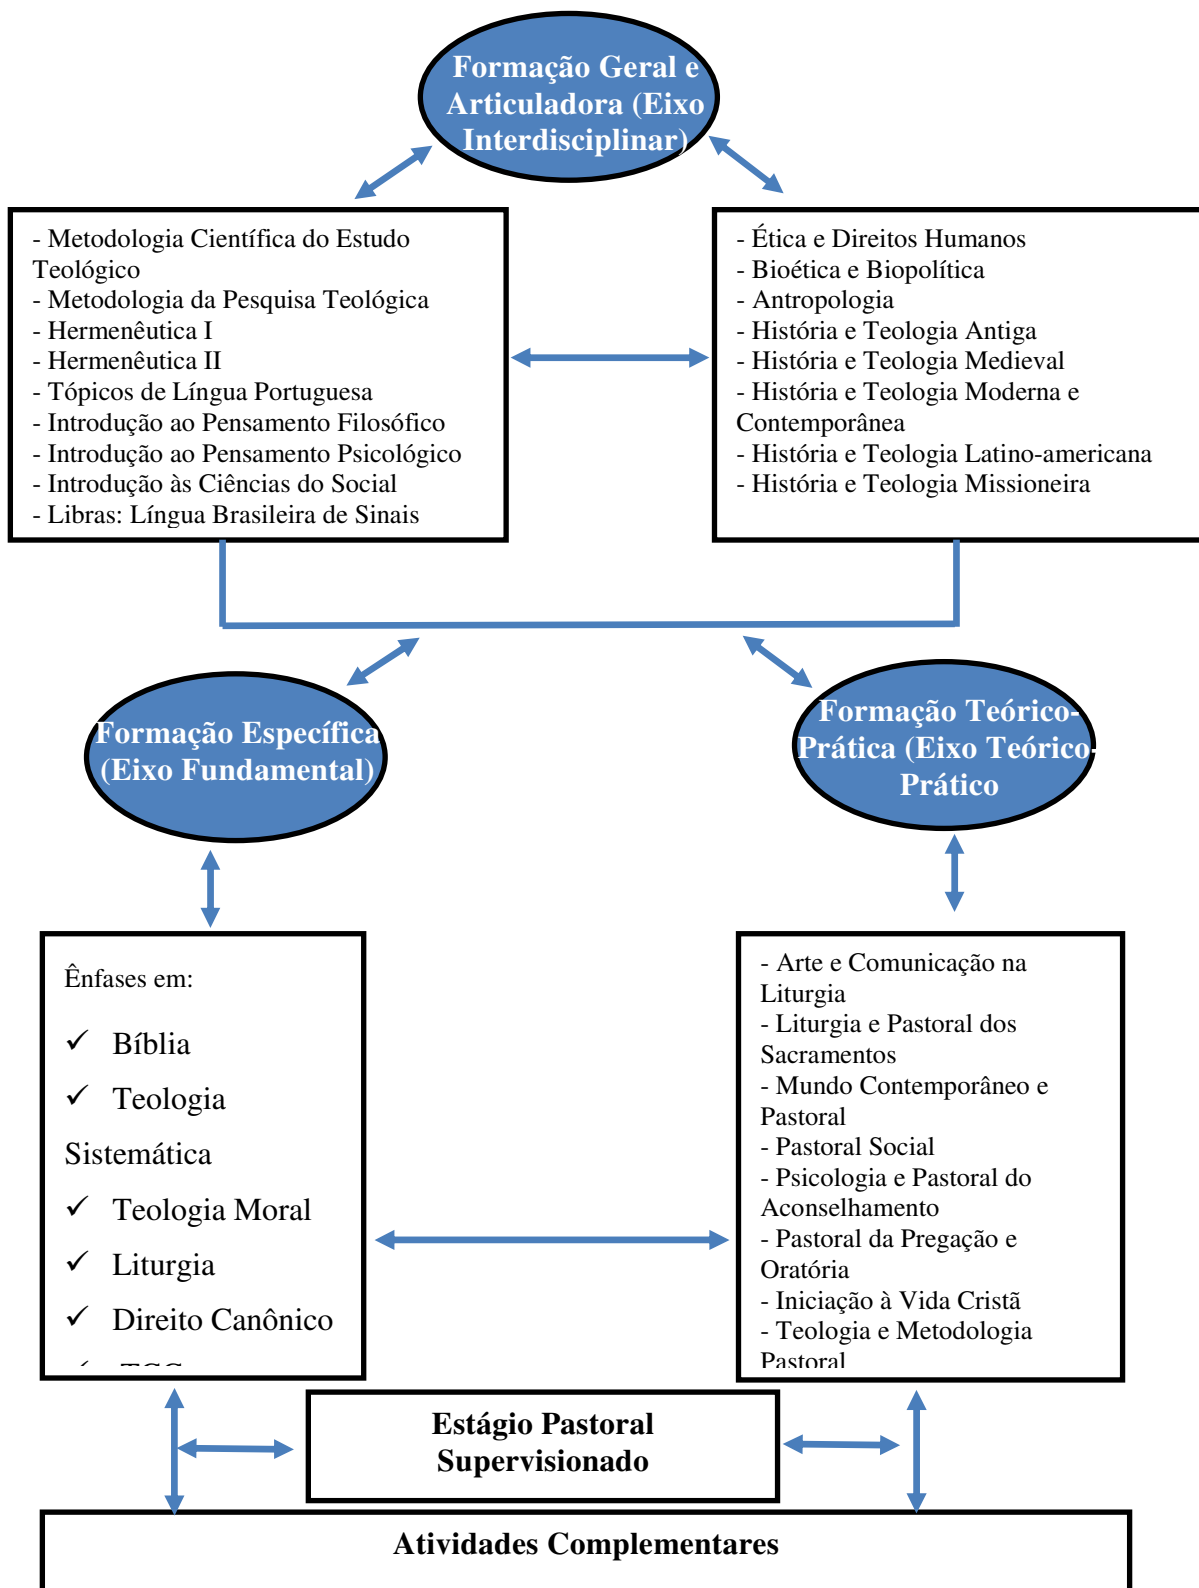 Formação Geral e
Articuladora (Eixo
Interdisciplinar)
- Metodologia Científica do Estudo
Teológico
- Metodologia da Pesquisa Teológica
- Hermenêutica I
- Hermenêutica II
- Tópicos de Língua Portuguesa
- Introdução ao Pensamento Filosófico
- Introdução ao Pensamento Psicológico
- Introdução às Ciências do Social
- Libras: Língua Brasileira de Sinais
- Ética e Direitos Humanos
- Bioética e Biopolítica
- Antropologia
- História e Teologia Antiga
- História e Teologia Medieval
- História e Teologia Moderna e
Contemporânea
- História e Teologia Latino-americana
- História e Teologia Missioneira
Formação Específica
(Eixo Fundamental)
Formação Teórico-
Prática (Eixo Teórico-
Prático
Ênfases em:
✓ Bíblia
✓ Teologia
Sistemática
✓ Teologia Moral
✓ Liturgia
✓ Direito Canônico
- Arte e Comunicação na
Liturgia
- Liturgia e Pastoral dos
Sacramentos
- Mundo Contemporâneo e
Pastoral
- Pastoral Social
- Psicologia e Pastoral do
Aconselhamento
- Pastoral da Pregação e
Oratória
- Iniciação à Vida Cristã
- Teologia e Metodologia
Pastoral
Estágio Pastoral
Supervisionado
Atividades Complementares